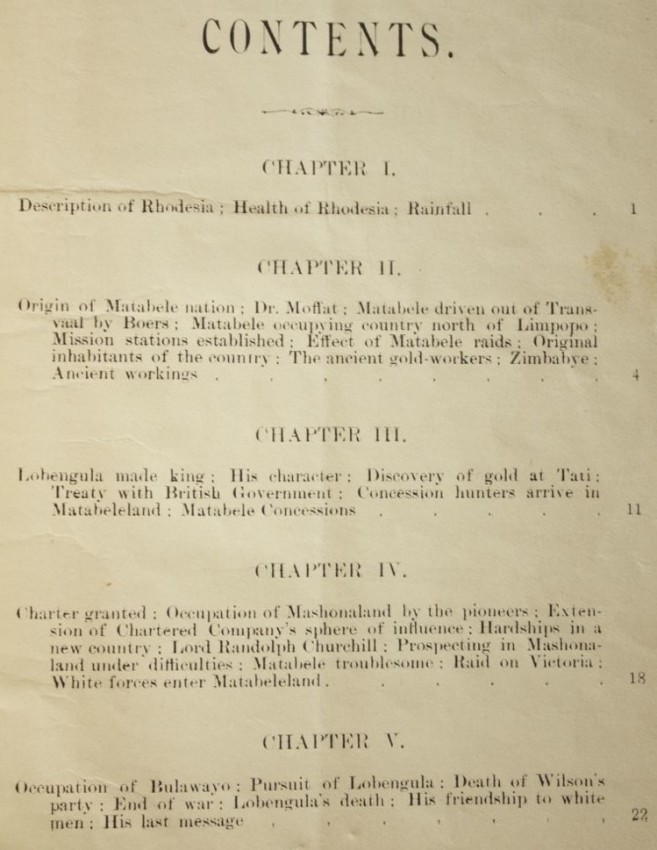 CONTENTS.
CHAPTER I.
Description of Rhodesia ; Health of Rhodesia ; Rainfall . . . 1
CHAPTER II.
Origin of Matabele nation ; Dr. Moffat ; Matabele driven out of Trans-
vaal by Boers ; Matabele occupying country north of Limpopo ;
Mission stations established ; Effect of Matabele raids ; Original
inhabitants of the country ; The ancient gold-workers ; Zimbabye ;
Ancient workings . . . . . . . . 4
CHAPTER III.
Lobengula made king ; His character ; Discovery of gold at Tati ;
Treaty with British Government ; Concession hunters arrive in
Matabeleland ; Matabele Concessions . . . . . 11
CHAPTER IV.
Charter granted ; Occupation of Mashonaland by the pioneers ; Exten-
sion of Chartered Company's sphere of influence ; Hardships in a
new country ; Lord Randolph Churchill ; Prospecting in Mashona-
land under difficulties ; Matabele troublesome ; Raid on Victoria ;
White forces enter Matabeleland . . . . . . 18
CHAPTER V.
Occupation of Bulawayo ; Pursuit of Lobengula ; Death of Wilson's
party ; End of war ; Lobengula's death ; His friendship to white
men ; His last message . . . . . . . 22